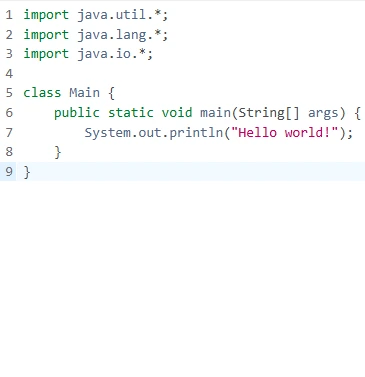 1 import java.util.*;
2 import java.lang.*;
3 import java.io.*;
4
5 class Main {
6     public static void main(String[] args) {
7         System.out.println("Hello world!");
8     }
9 }